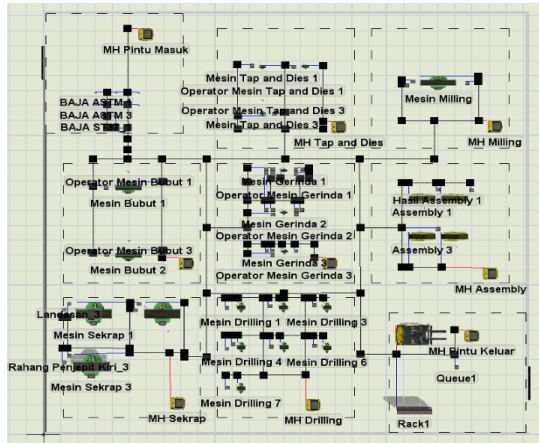 MH Pintu Masuk
BAJA ASTM 1
BAJA ASTM 3
BAJA ST37
Mesin Tap and Dies 1
Operator Mesin Tap and Dies 1
Operator Mesin Tap and Dies 3
Mesin Tap and Dies 3
MH Tap and Dies
Mesin Milling
MH Milling
Operator Mesin Bubut 1
Mesin Bubut 1
Operator Mesin Bubut 3
Mesin Bubut 2
Mesin Gerinda 1
Operator Mesin Gerinda 1
Mesin Gerinda 2
Operator Mesin Gerinda 2
Mesin Gerinda 3
Operator Mesin Gerinda 3
Hasil Assembly 1
Assembly 1
Assembly 3
MH Assembly
Landasan_3
Mesin Sekrap 1
Rahang Penjepit Kiri_3
Mesin Sekrap 3
MH Sekrap
Mesin Drilling 1
Mesin Drilling 3
Mesin Drilling 4
Mesin Drilling 6
Mesin Drilling 7
MH Drilling
MH Pintu Keluar
Queue1
Rack1